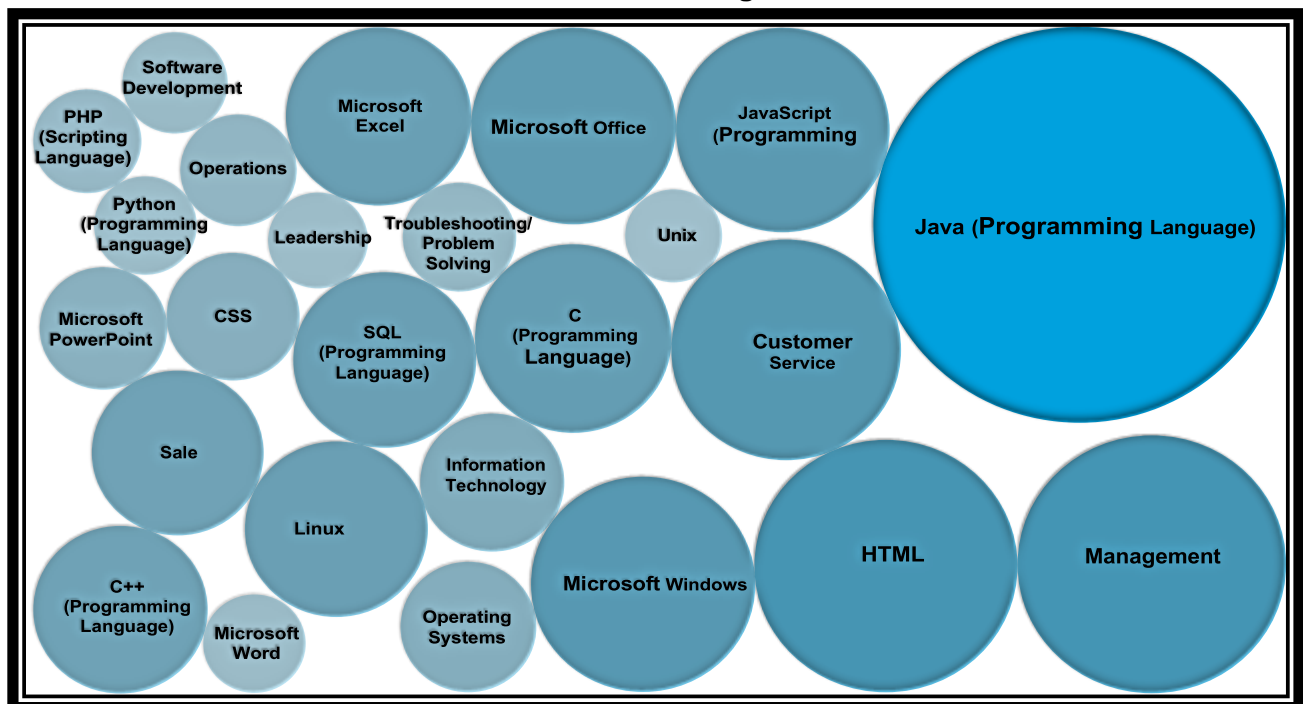 Software
Development
PHP
(Scripting
Language)
Operations
Python
(Programming
Language)
Leadership
Microsoft
Excel
Microsoft Office
JavaScript
(Programming
Java (Programming Language)
Troubleshooting/
Problem
Solving
Unix
Microsoft
PowerPoint
CSS
SQL
(Programming
Language)
C
(Programming
Language)
Customer
Service
Sale
Linux
Information
Technology
C++
(Programming
Language)
Microsoft
Word
Operating
Systems
Microsoft Windows
HTML
Management